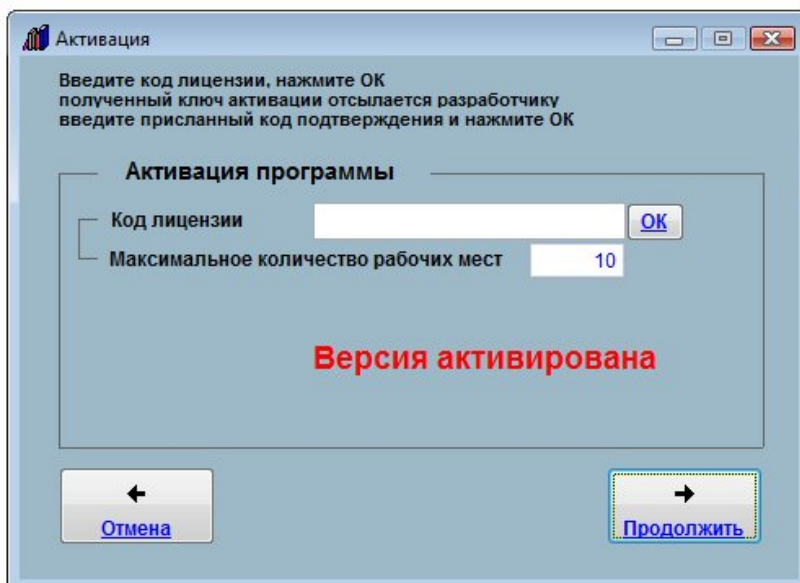 Активация
Введите код лицензии, нажмите ОК
полученный ключ активации отсылается разработчику
введите присланный код подтверждения и нажмите ОК
Активация программы
Код лицензии
ОК
Максимальное количество рабочих мест 10
Версия активирована
Отмена
Продолжить